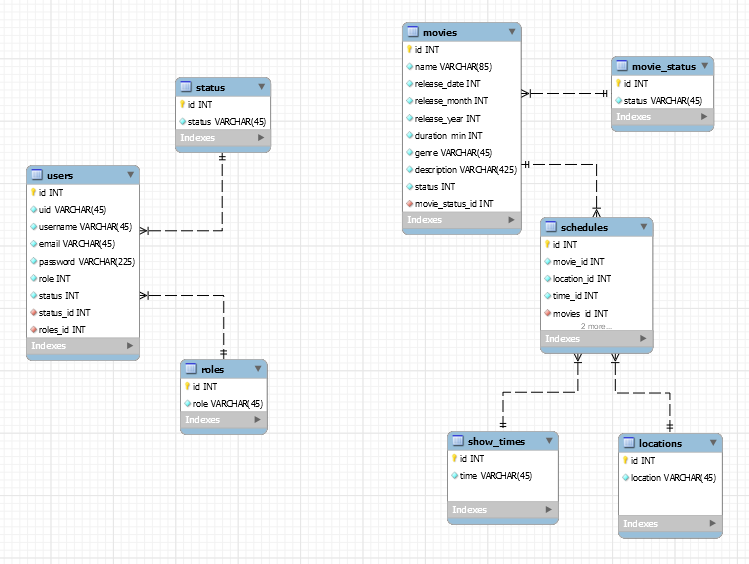 movies
id INT
name VARCHAR(85)
release_date INT
release_month INT
release_year INT
duration_min INT
genre VARCHAR(45)
description VARCHAR(425)
status INT
movie_status_id INT
Indexes
movie_status
id INT
status VARCHAR(45)
Indexes
status
id INT
status VARCHAR(45)
Indexes
users
id INT
uid VARCHAR(45)
username VARCHAR(45)
email VARCHAR(45)
password VARCHAR(225)
role INT
status INT
status_id INT
roles_id INT
Indexes
schedules
id INT
movie_id INT
location_id INT
time_id INT
movies_id INT
2 more...
Indexes
roles
id INT
role VARCHAR(45)
Indexes
show_times
id INT
time VARCHAR(45)
Indexes
locations
id INT
location VARCHAR(45)
Indexes